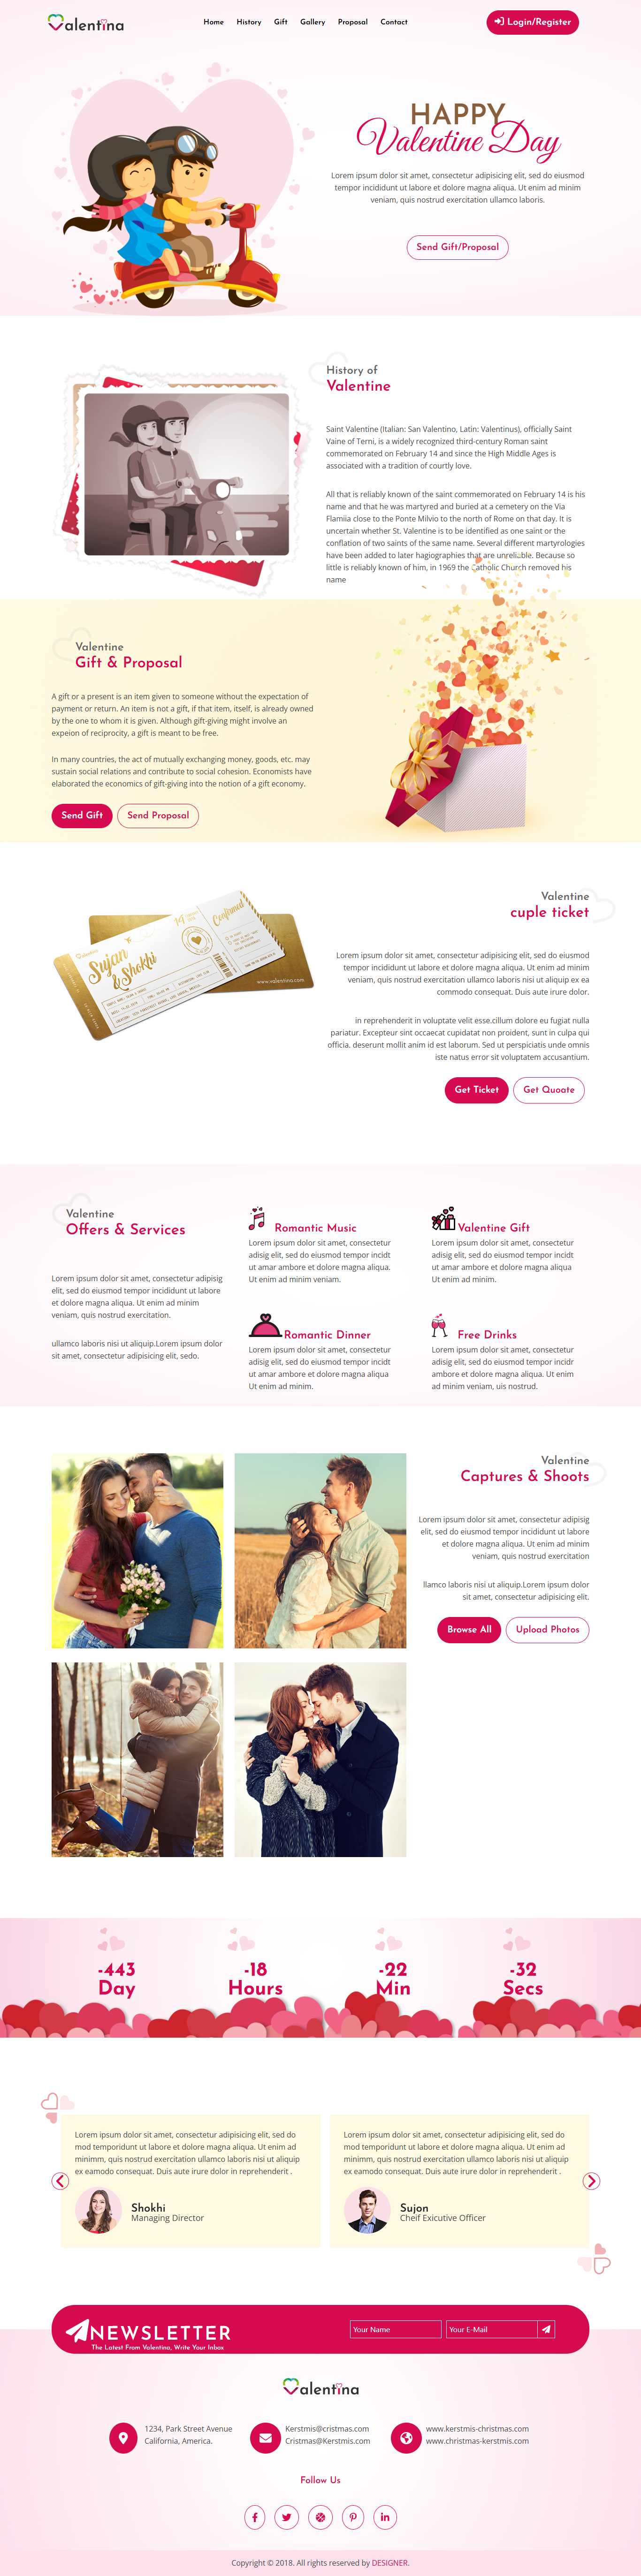 Valentina
Home History Gift Gallery Proposal Contact
Login/Register
HAPPY
Valentine Day
Lorem ipsum dolor sit amet, consectetur adipisicing elit, sed do eiusmod
tempor incididunt ut labore et dolore magna aliqua. Ut enim ad minim
veniam, quis nostrud exercitation ullamco laboris.
Send Gift/Proposal
History of
Valentine
Saint Valentine (Italian: San Valentino, Latin: Valentinus), officially Saint
Vaine of Terni, is a widely recognized third-century Roman saint
commemorated on February 14 and since the High Middle Ages is
associated with a tradition of courtly love.
All that is reliably known of the saint commemorated on February 14 is his
name and that he was martyred and buried at a cemetery on the Via
Flamiia close to the Ponte Milvio to the north of Rome on that day. It is
uncertain whether St. Valentine is to be identified as one saint or the
conflation of two saints of the same name. Several different martyrologies
have been added to later hagiographies that are unreliable. Because so
little is reliably known of him, in 1969 the Catholic Church removed his
name
Valentine
Gift & Proposal
A gift or a present is an item given to someone without the expectation of
payment or return. An item is not a gift, if that item, itself, is already owned
by the one to whom it is given. Although gift-giving might involve an
expeion of reciprocity, a gift is meant to be free.
In many countries, the act of mutually exchanging money, goods, etc. may
sustain social relations and contribute to social cohesion. Economists have
elaborated the economics of gift-giving into the notion of a gift economy.
Send Gift Send Proposal
Sujan
& Shokhi
Confirmed
www.valentina.com
Valentine
cuple ticket
Lorem ipsum dolor sit amet, consectetur adipisicing elit, sed do eiusmod
tempor incididunt ut labore et dolore magna aliqua. Ut enim ad minim
veniam, quis nostrud exercitation ullamco laboris nisi ut aliquip ex ea
commodo consequat. Duis aute irure dolor.
in reprehenderit in voluptate velit esse.cillum dolore eu fugiat nulla
pariatur. Excepteur sint occaecat cupidatat non proident, sunt in culpa qui
officia. deserunt mollit anim id est laborum. Sed ut perspiciatis unde omnis
iste natus error sit voluptatem accusantium.
Get Ticket Get Quoate
Valentine
Offers & Services
Lorem ipsum dolor sit amet, consectetur adipisig
elit, sed do eiusmod tempor incididunt ut labore
et dolore magna aliqua. Ut enim ad minim
veniam, quis nostrud exercitation.
ullamco laboris nisi ut aliquip.Lorem ipsum dolor
sit amet, consectetur adipisicing elit, sedo.
Romantic Music
Lorem ipsum dolor sit amet, consectetur
adisig elit, sed do eiusmod tempor incidt
ut amar ambore et dolore magna aliqua.
Ut enim ad minim veniam.
Valentine Gift
Lorem ipsum dolor sit amet, consectetur
adisig elit, sed do eiusmod tempor incidt
ut amar ambore et dolore magna aliqua
Ut enim ad minim.
Romantic Dinner
Lorem ipsum dolor sit amet, consectetur
adisig elit, sed do eiusmod tempor incidt
ut amar ambore et dolore magna aliqua
Ut enim ad minim.
Free Drinks
Lorem ipsum dolor sit amet, consectetur
adisig elit, sed do eiusmod tempor incidr
ambore et dolore magna aliqua. Ut enim
ad minim veniam, uis nostrud.
Valentine
Captures & Shoots
Lorem ipsum dolor sit amet, consectetur adipisig
elit, sed do eiusmod tempor incididunt ut labore
et dolore magna aliqua. Ut enim ad minim
veniam, quis nostrud exercitation
llamco laboris nisi ut aliquip.Lorem ipsum dolor
sit amet, consectetur adipisicing elit.
Browse All Upload Photos
-443 -18 -22 -32
Day Hours Min Secs
Lorem ipsum dolor sit amet, consectetur adipisicing elit, sed do
mod temporidunt ut labore et dolore magna aliqua. Ut enim ad
minimm, quis nostrud exercitation ullamco laboris nisi ut aliquip
ex eamodo consequat. Duis aute irure dolor in reprehenderit .
Shokhi
Managing Director
Lorem ipsum dolor sit amet, consectetur adipisicing elit, sed do
mod temporidunt ut labore et dolore magna aliqua. Ut enim ad
minimm, quis nostrud exercitation ullamco laboris nisi ut aliquip
ex eamodo consequat. Duis aute irure dolor in reprehenderit .
Sujon
Cheif Exicutive Officer
NEWSLETTER
The Latest From Valentina, Write Your Inbox
Your Name Your E-Mail
Valentina
1234, Park Street Avenue
California, America.
Kerstmis@cristmas.com
Cristmas@Kerstmis.com
www.kerstmis-christmas.com
www.christmas-kerstmis.com
Follow Us
Copyright © 2018. All rights reserved by DESIGNER.